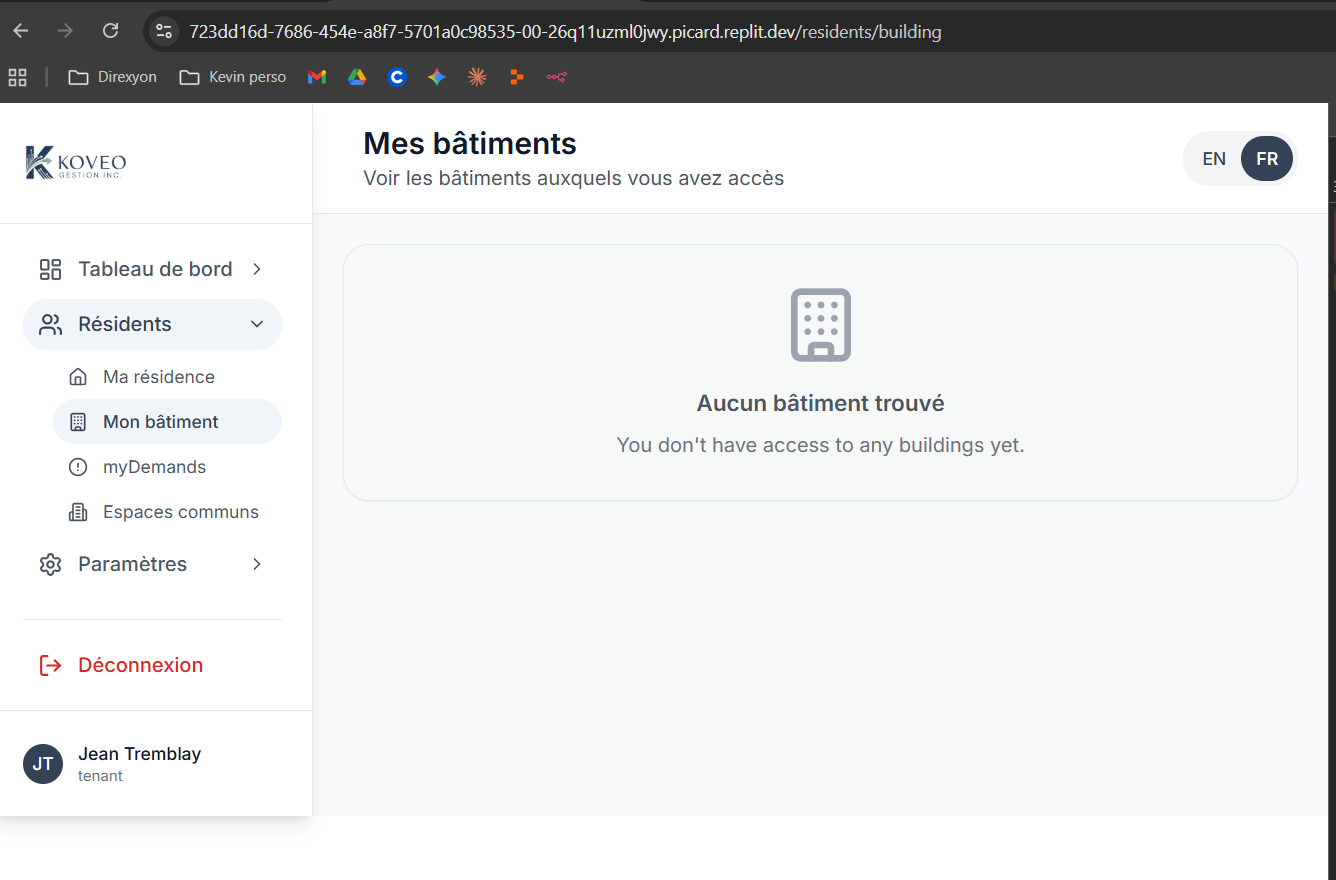 723dd16d-7686-454e-a8f7-5701a0c98535-00-26q11uzml0jwy.picard.replit.dev/residents/building
Direxyon
Kevin perso
KOVEO
GESTION INC.
Mes bâtiments
Voir les bâtiments auxquels vous avez accès
EN
FR
Tableau de bord
Résidents
Ma résidence
Mon bâtiment
myDemands
Espaces communs
Paramètres
Déconnexion
JT
Jean Tremblay
tenant
Aucun bâtiment trouvé
You don't have access to any buildings yet.